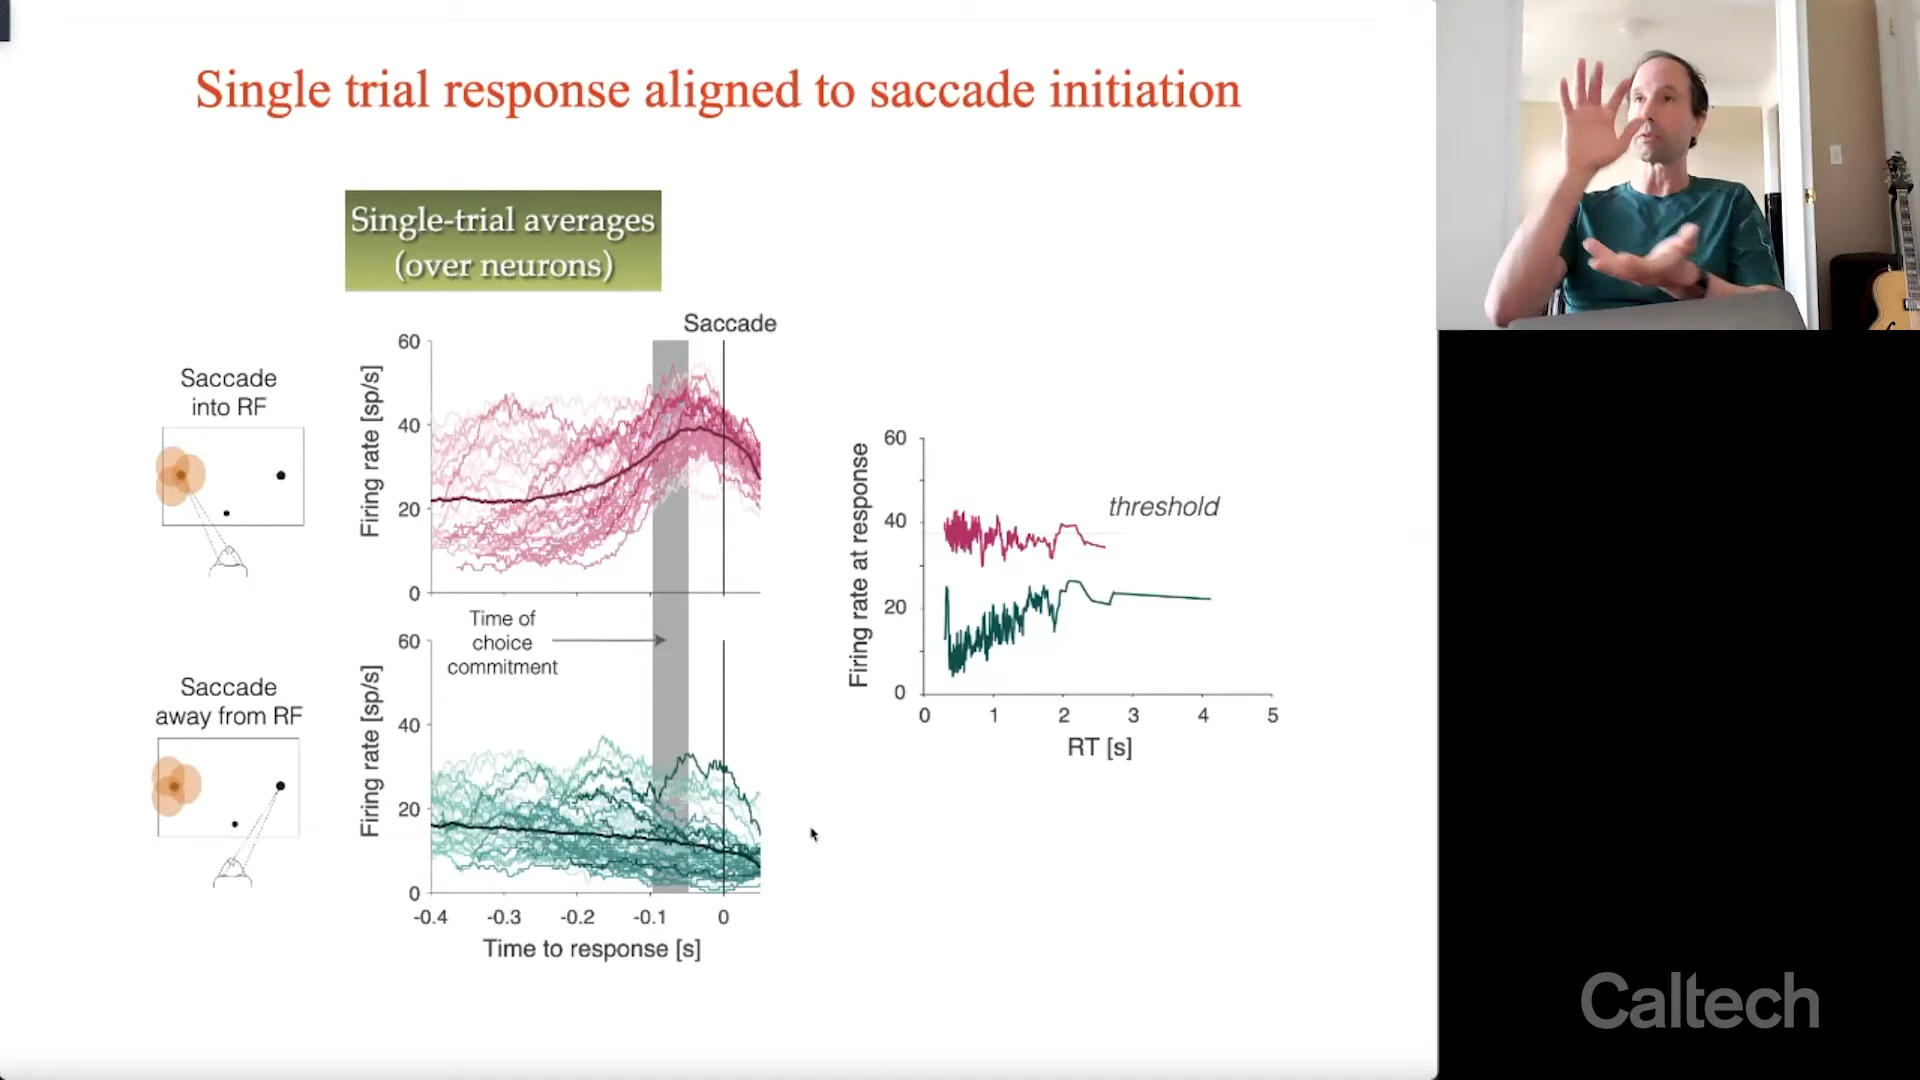 Single trial response aligned to saccade initiation
Single-trial averages
(over neurons)
Saccade
into RF
Saccade
away from RF
Saccade
Firing rate [sp/s]
60
40
20
0
Time of
choice
commitment
Firing rate [sp/s]
60
40
20
0
-0.4 -0.3 -0.2 -0.1 0
Time to response [s]
Firing rate at response
60
40
20
0
threshold
0 1 2 3 4 5
RT [s]
Caltech